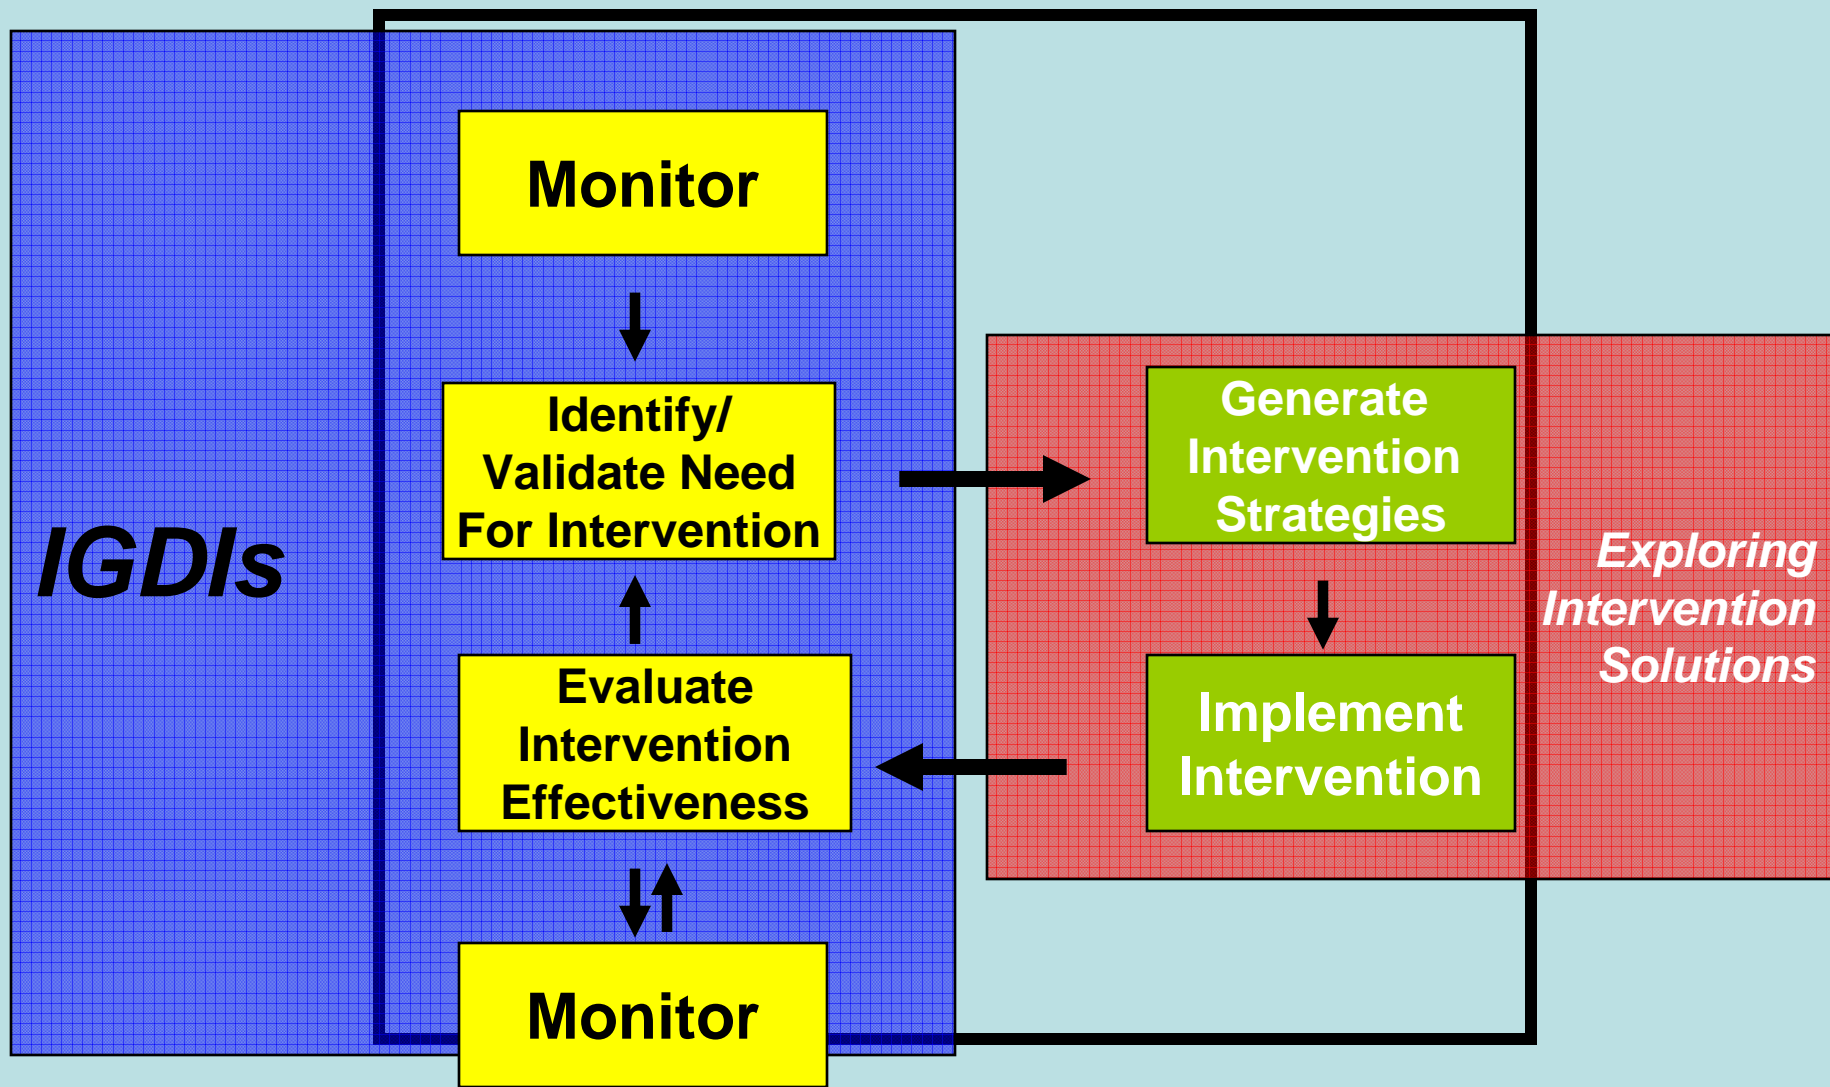 Monitor
Identify/
Validate Need
For Intervention
IGDIs
Evaluate
Intervention
Effectiveness
Monitor
Generate
Intervention
Strategies
Implement
Intervention
Exploring
Intervention
Solutions